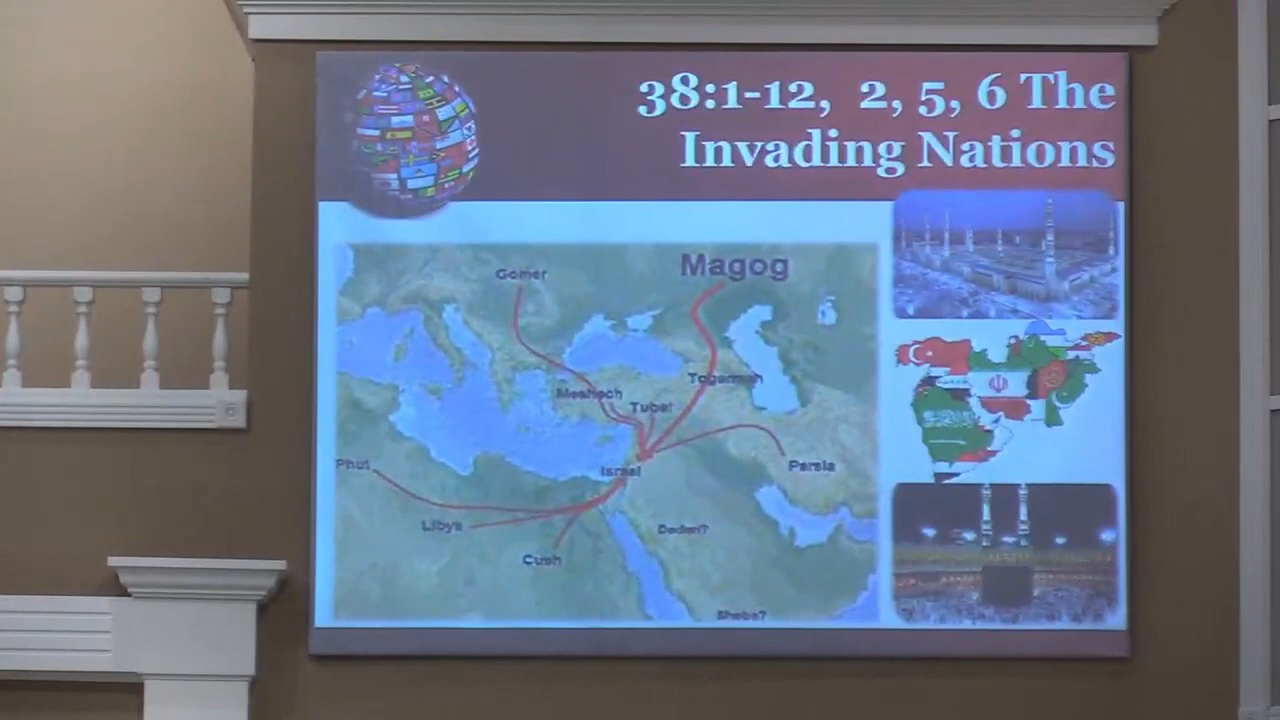 38:1-12, 2, 5, 6 The
Invading Nations
Gomer
Magog
Togarmah
Meshech
Tubal
Phut
Israel
Persia
Libya
Dedan?
Cush
Sheba?